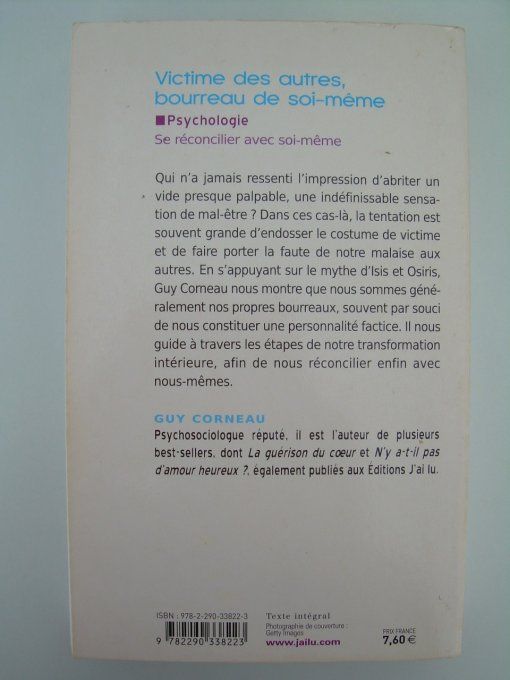 Victime des autres,
bourreau de soi-même
■Psychologie
Se réconcilier avec soi-même
Qui n'a jamais ressenti l'impression d'abriter un
vide presque palpable, une indéfinissable sensa-
tion de mal-être ? Dans ces cas-là, la tentation est
souvent grande d'endosser le costume de victime
et de faire porter la faute de notre malaise aux
autres. En s'appuyant sur le mythe d'Isis et Osiris,
Guy Corneau nous montre que nous sommes géné-
ralement nos propres bourreaux, souvent par souci
de nous constituer une personnalité factice. Il nous
guide à travers les étapes de notre transformation
intérieure, afin de nous réconcilier enfin avec
nous-mêmes.
GUY CORNEAU
Psychosociologue réputé, il est l'auteur de plusieurs
best-sellers, dont La guérison du cœur et N'y a-t-il pas
d'amour heureux ?, également publiés aux Éditions J'ai lu.
ISBN : 978-2-290-33822-3
9 782290 338223
Texte intégral
Photographie de couverture :
Getty Images
www.jailu.com
PRIX FRANCE
7,60 €